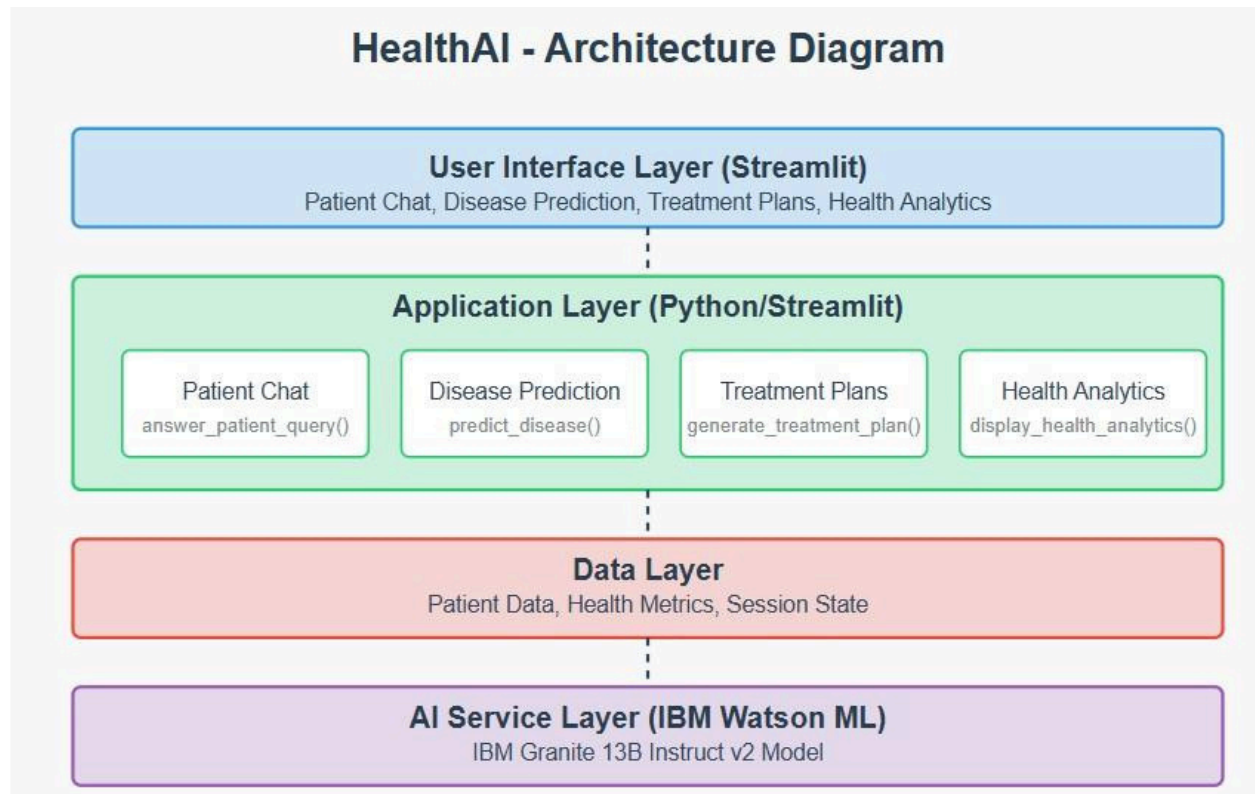 HealthAI - Architecture Diagram
User Interface Layer (Streamlit)
Patient Chat, Disease Prediction, Treatment Plans, Health Analytics
Application Layer (Python/Streamlit)
Patient Chat
answer_patient_query()
Disease Prediction
predict_disease()
Treatment Plans
generate_treatment_plan()
Health Analytics
display_health_analytics()
Data Layer
Patient Data, Health Metrics, Session State
AI Service Layer (IBM Watson ML)
IBM Granite 13B Instruct v2 Model